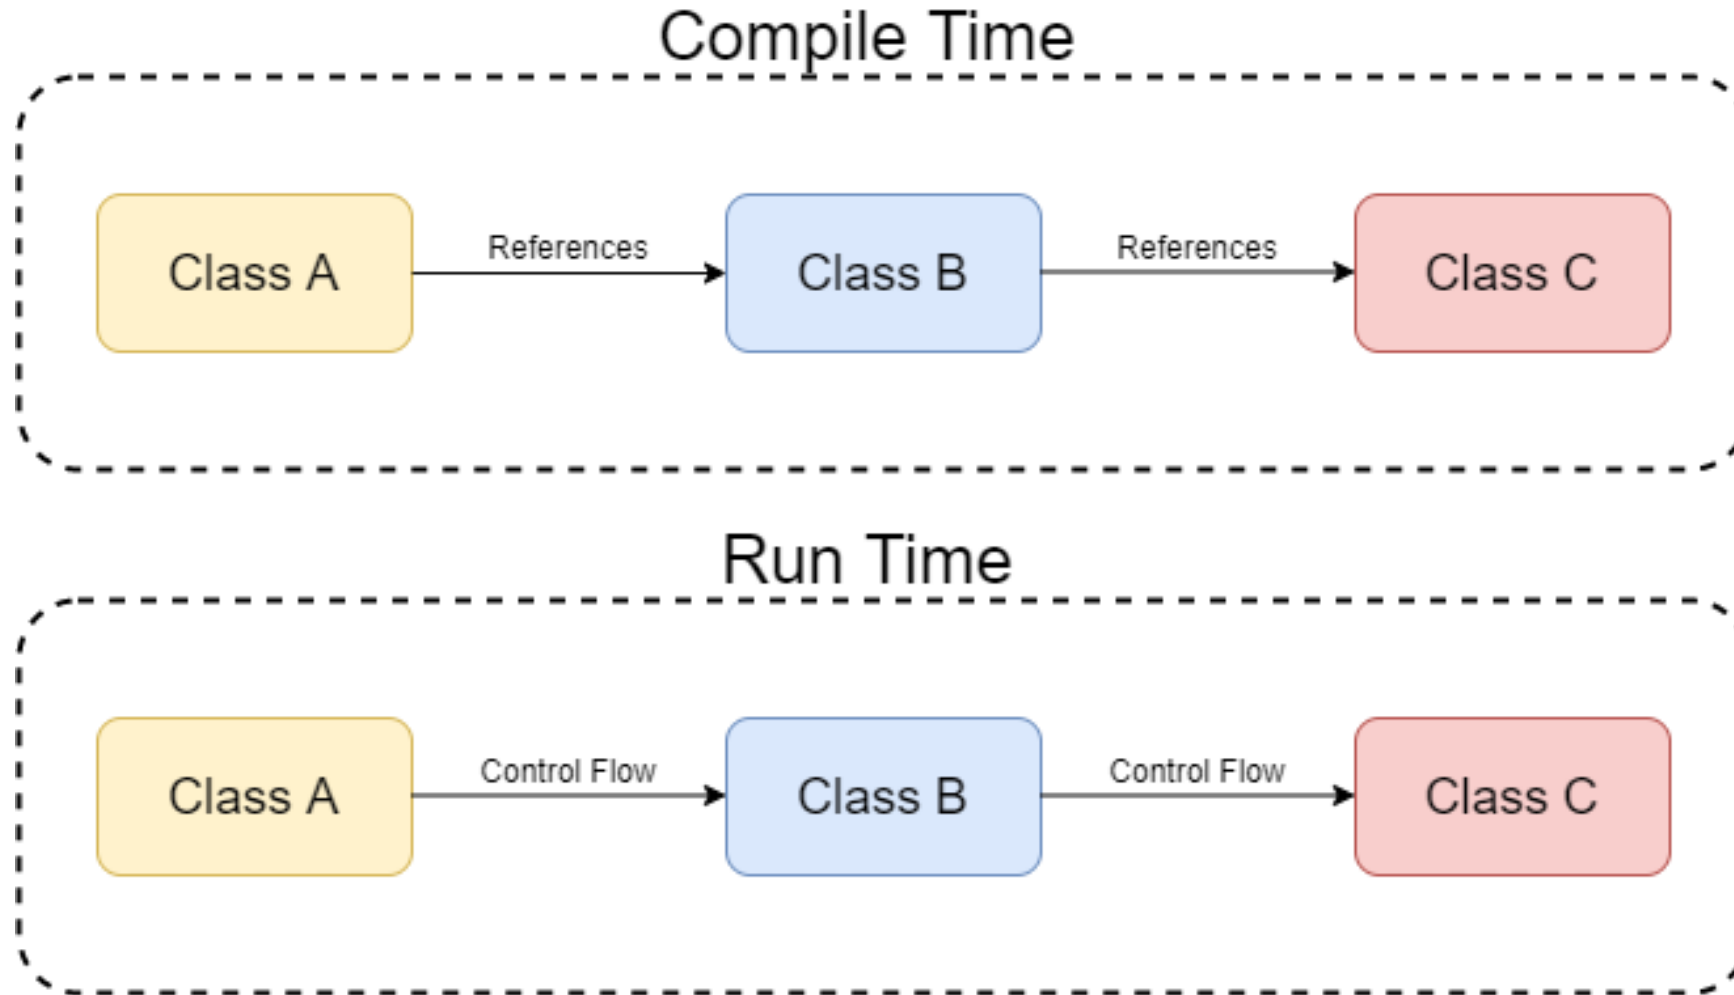 Compile Time
References
References
Class A
Class B
Class C
Run Time
Control Flow
Control Flow
Class A
Class B
Class C